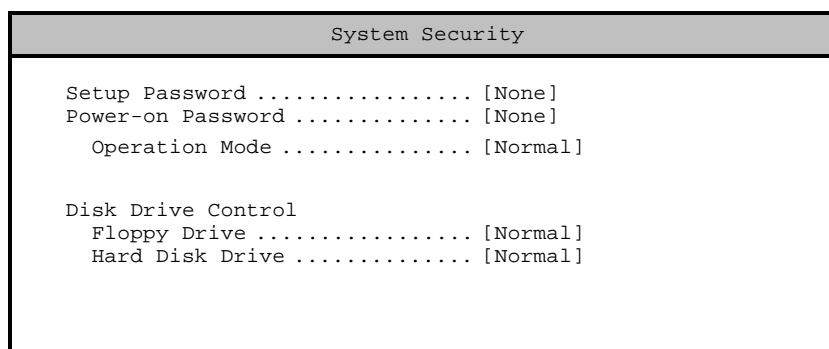 System Security
Setup Password ................. [None]
Power-on Password .............. [None]
Operation Mode ............... [Normal]
Disk Drive Control
Floppy Drive ................. [Normal]
Hard Disk Drive .............. [Normal]